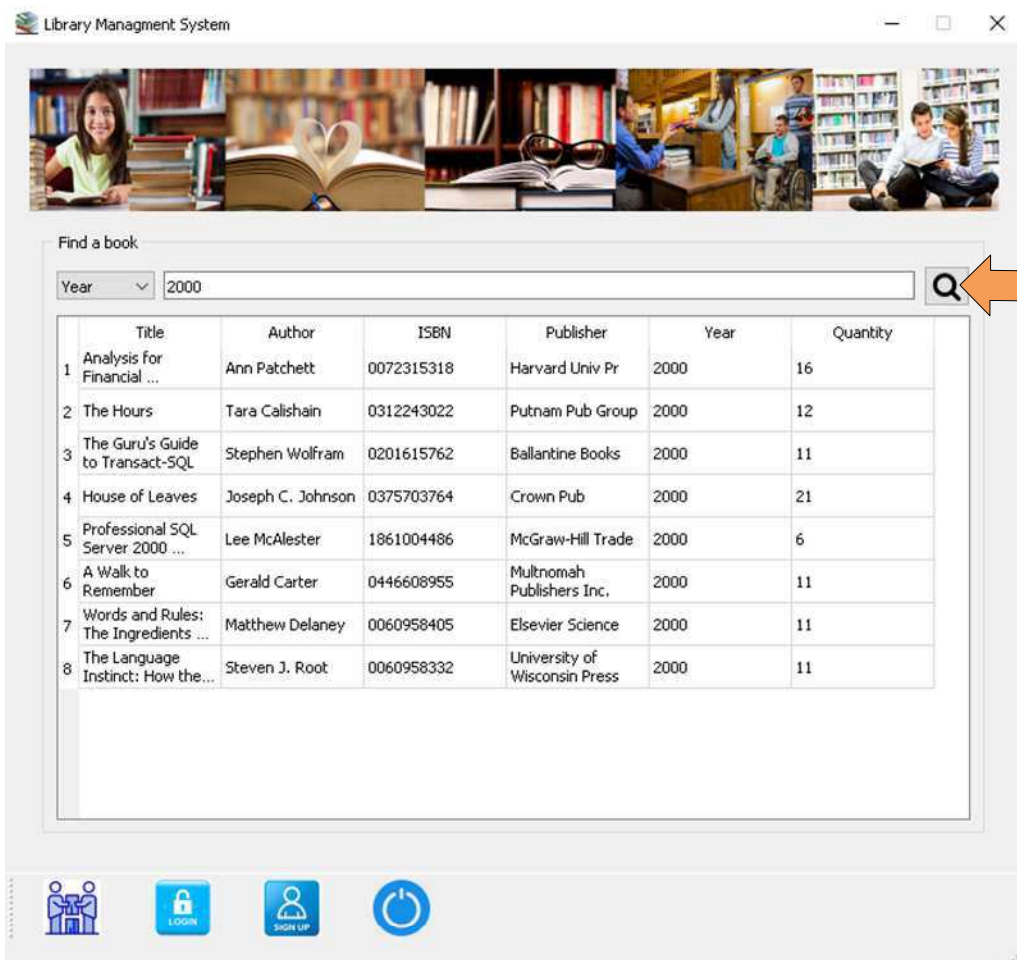 Library Managment System
Find a book
Year 2000
Title Author ISBN Publisher Year Quantity
1 Analysis for Financial ... Ann Patchett 0072315318 Harvard Univ Pr 2000 16
2 The Hours Tara Calishain 0312243022 Putnam Pub Group 2000 12
3 The Guru's Guide to Transact-SQL Stephen Wolfram 0201615762 Ballantine Books 2000 11
4 House of Leaves Joseph C. Johnson 0375703764 Crown Pub 2000 21
5 Professional SQL Server 2000 ... Lee McAlester 1861004486 McGraw-Hill Trade 2000 6
6 A Walk to Remember Gerald Carter 0446608955 Multnomah Publishers Inc. 2000 11
7 Words and Rules: The Ingredients ... Matthew Delaney 0060958405 Elsevier Science 2000 11
8 The Language Instinct: How the... Steven J. Root 0060958332 University of Wisconsin Press 2000 11
LOGIN
SIGN UP